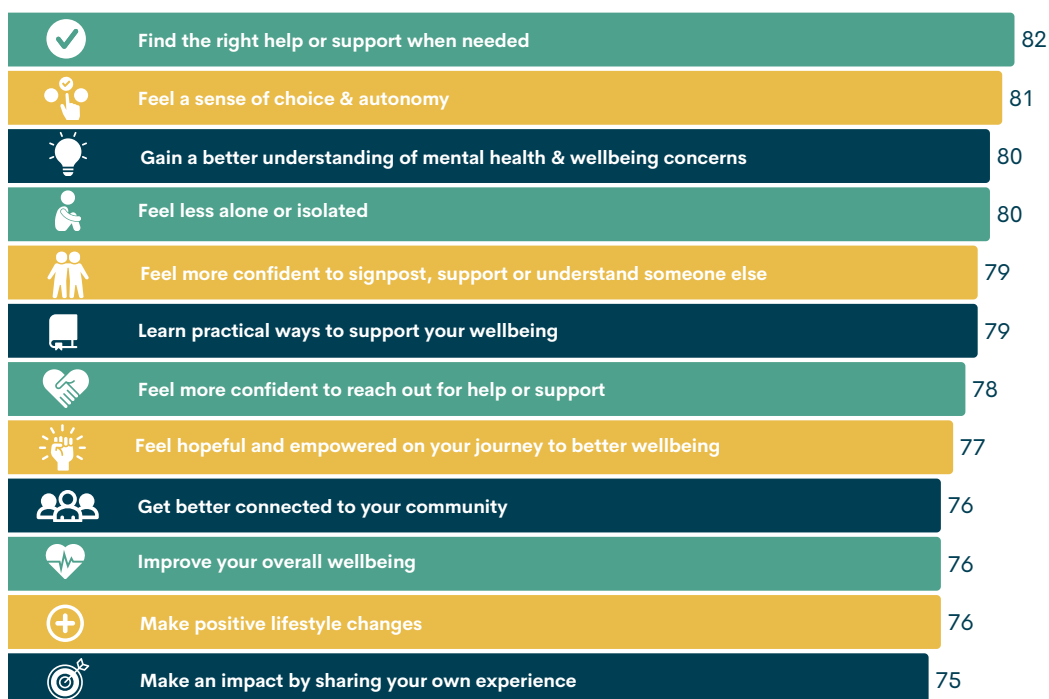 Find the right help or support when needed 82
Feel a sense of choice & autonomy 81
Gain a better understanding of mental health & wellbeing concerns 80
Feel less alone or isolated 80
Feel more confident to signpost, support or understand someone else 79
Learn practical ways to support your wellbeing 79
Feel more confident to reach out for help or support 78
Feel hopeful and empowered on your journey to better wellbeing 77
Get better connected to your community 76
Improve your overall wellbeing 76
Make positive lifestyle changes 76
Make an impact by sharing your own experience 75